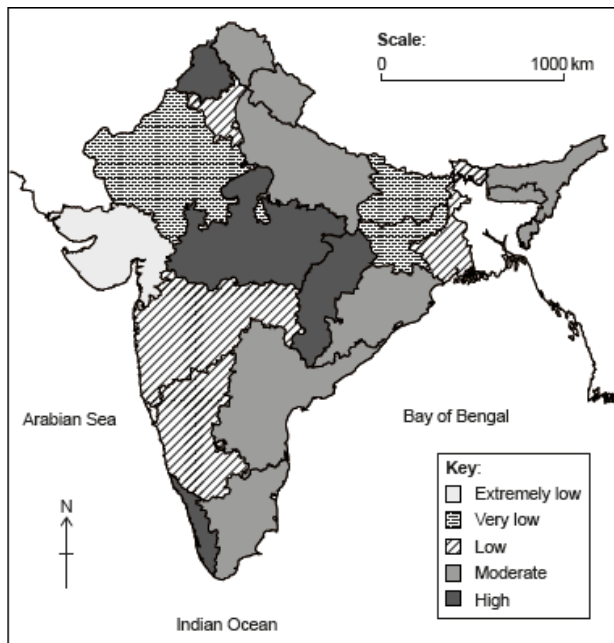 Scale:
0 1000 km
Arabian Sea
Bay of Bengal
N
Indian Ocean
Key:
Extremely low
Very low
Low
Moderate
High